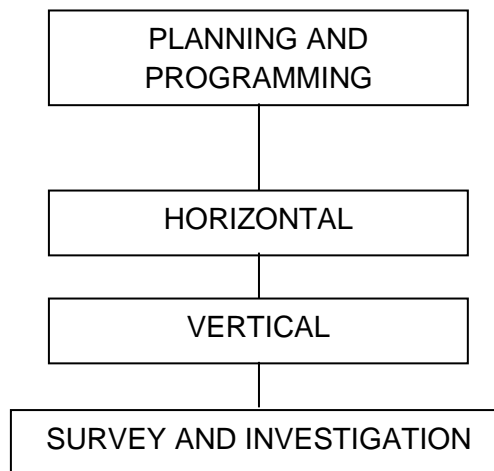 PLANNING AND
PROGRAMMING
HORIZONTAL
VERTICAL
SURVEY AND INVESTIGATION